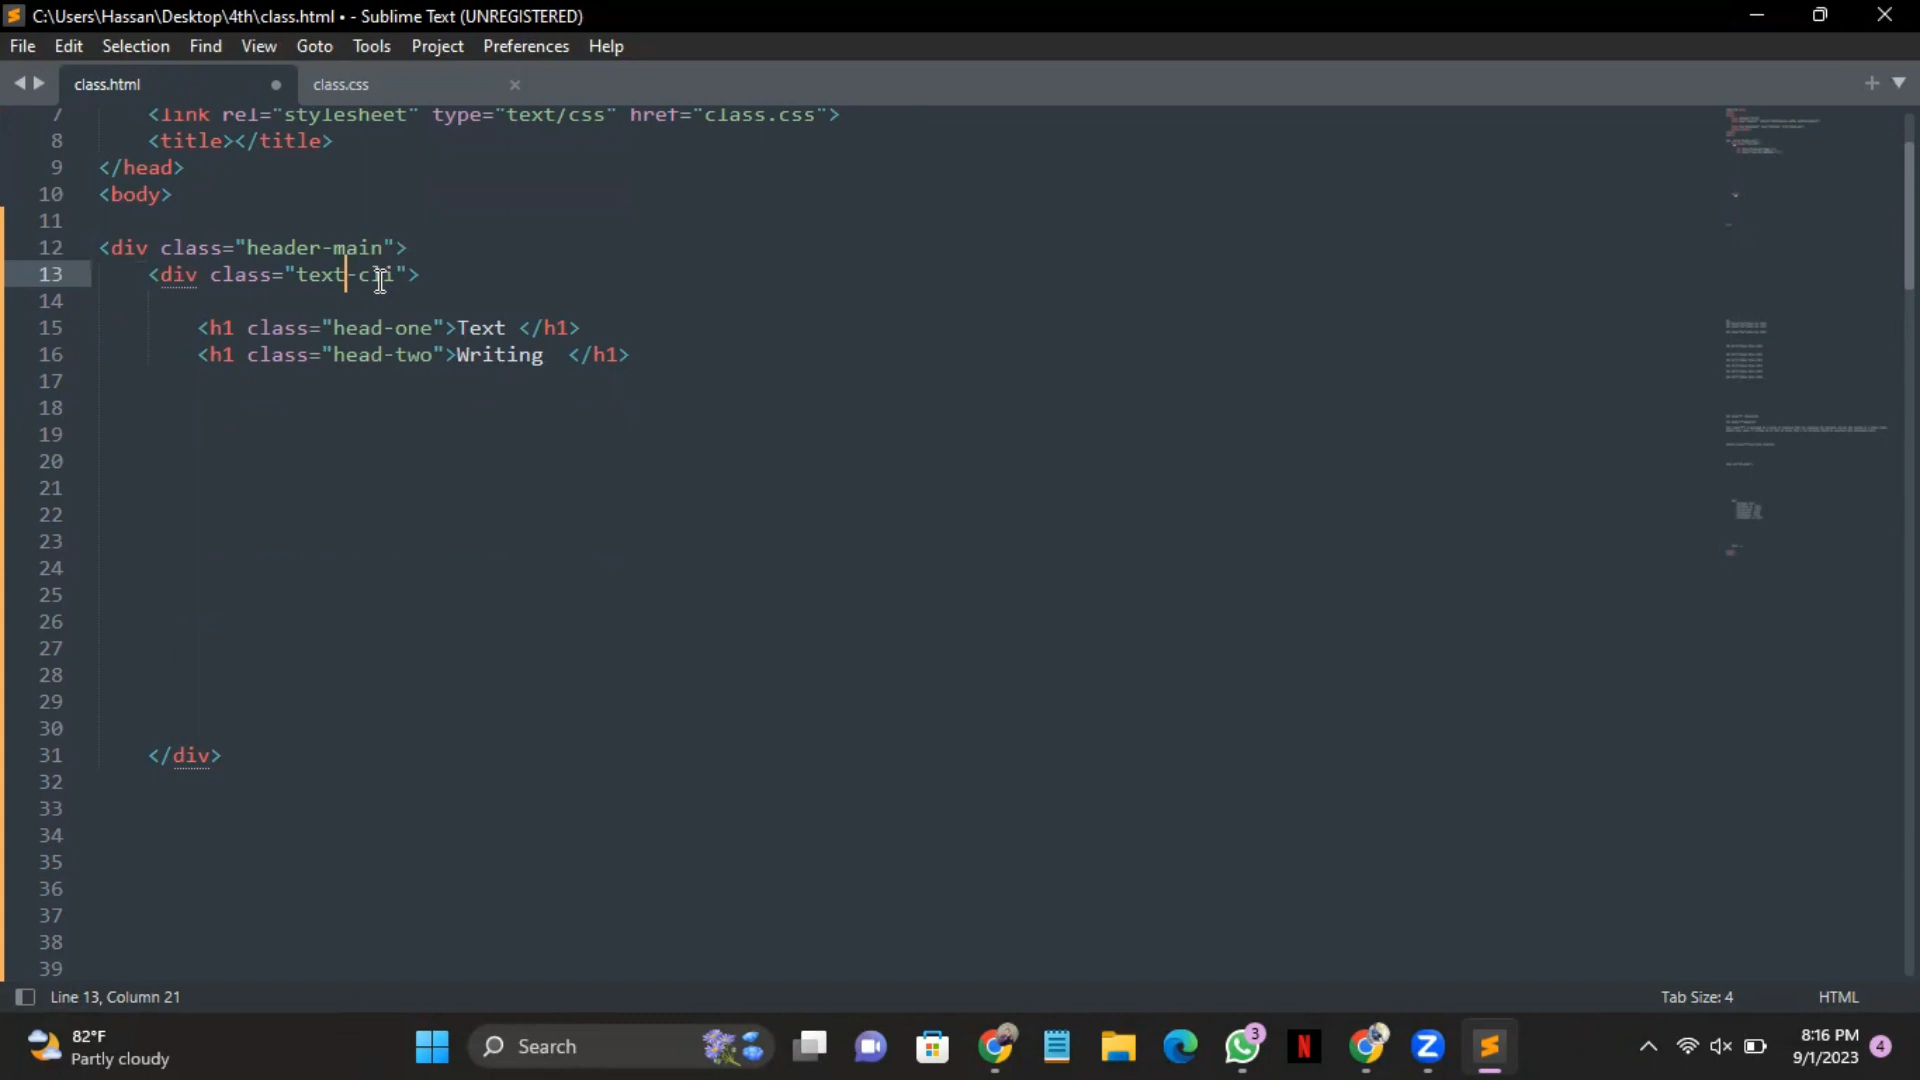 C:\Users\Hassan\Desktop\4th\class.html • - Sublime Text (UNREGISTERED)
File Edit Selection Find View Goto Tools Project Preferences Help
class.html class.css
7 <link rel="stylesheet" type="text/css" href="class.css">
8 <title></title>
9 </head>
10 <body>
11
12 <div class="header-main">
13 <div class="text-cli">
14
15 <h1 class="head-one">Text </h1>
16 <h1 class="head-two">Writing  </h1>
17
18
19
20
21
22
23
24
25
26
27
28
29
30
31 </div>
32
33
34
35
36
37
38
39
Line 13, Column 21 Tab Size: 4 HTML
82°F
Partly cloudy
Search
3
N
Z
8:16 PM
9/1/2023
4